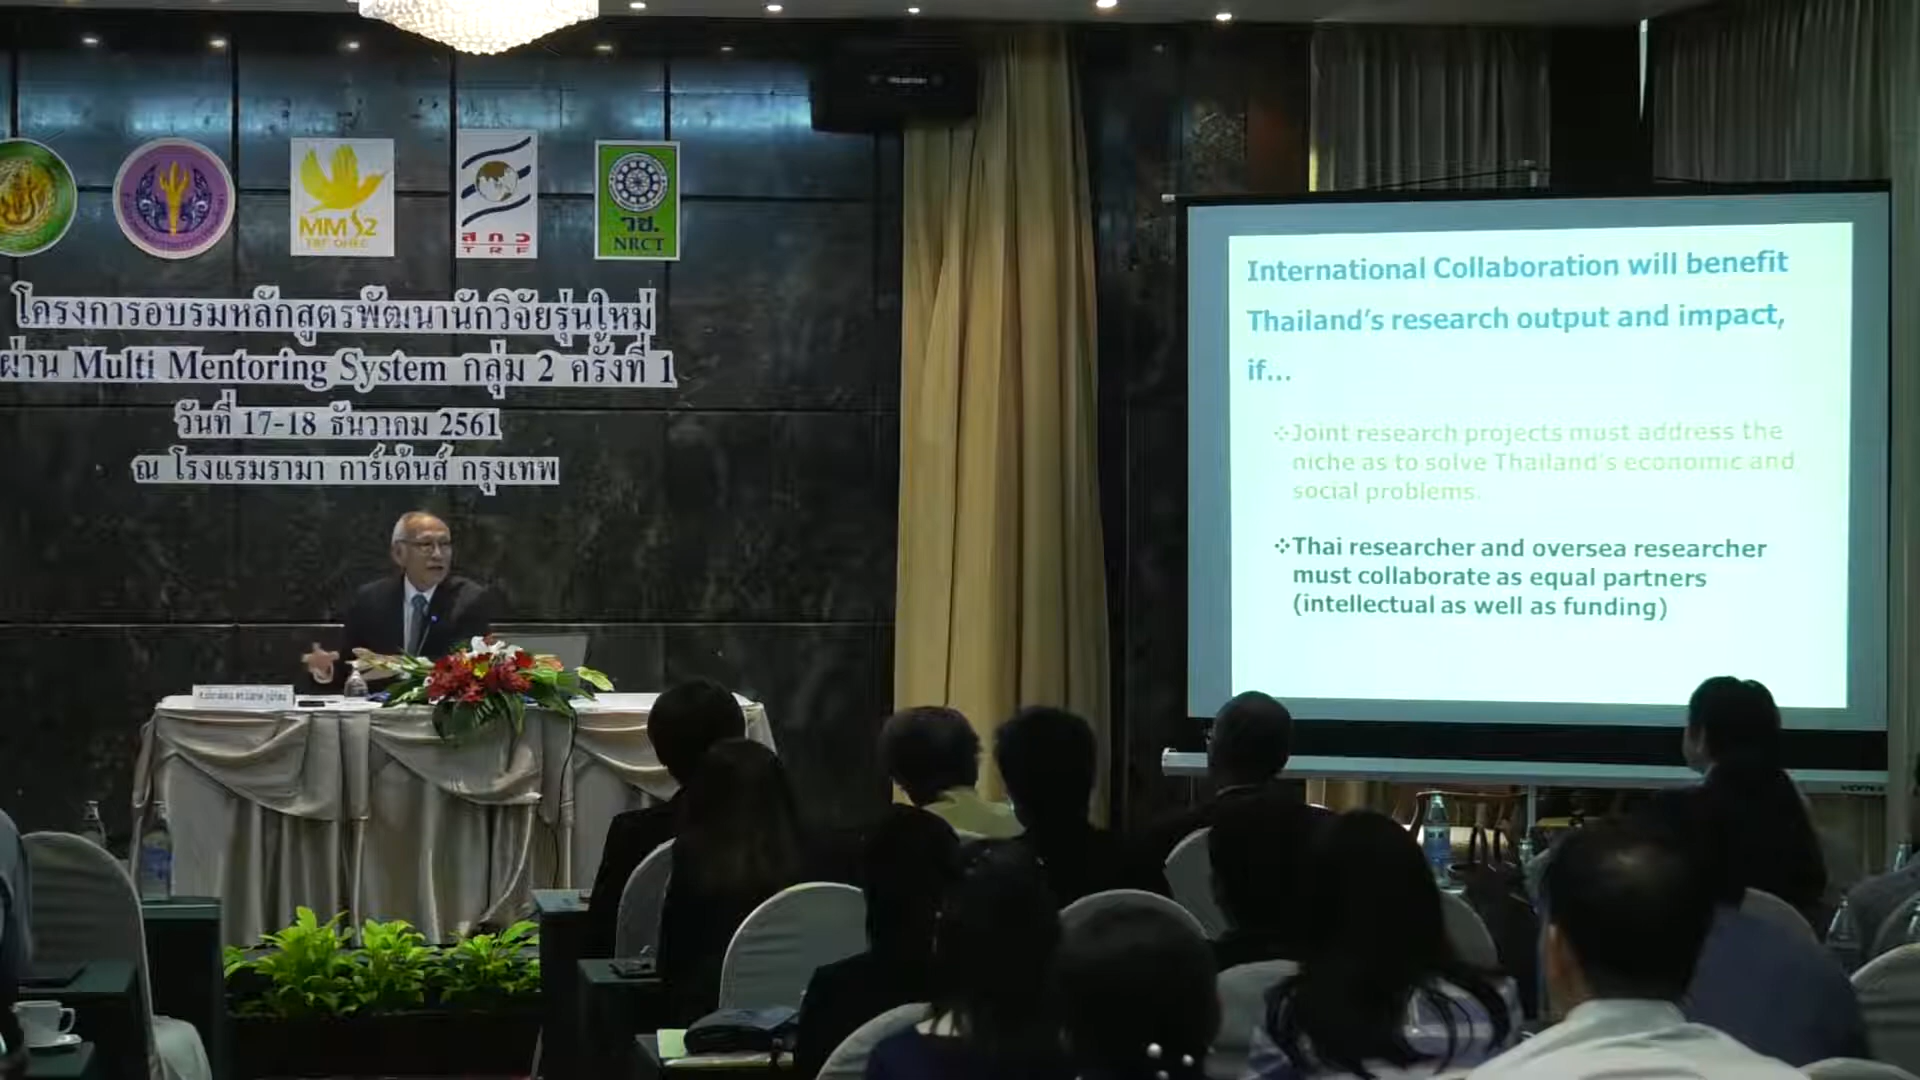 MMS2
TRF-OHEC
สกว
TRF
วช.
NRCT
โครงการอบรมหลักสูตรพัฒนานักวิจัยรุ่นใหม่
ผ่าน Multi Mentoring System กลุ่ม 2 ครั้งที่ 1
วันที่ 17-18 ธันวาคม 2561
ณ โรงแรมรามา การ์เด้นส์ กรุงเทพ
International Collaboration will benefit
Thailand's research output and impact,
if...
❖Joint research projects must address the
niche as to solve Thailand's economic and
social problems.
❖Thai researcher and oversea researcher
must collaborate as equal partners
(intellectual as well as funding)